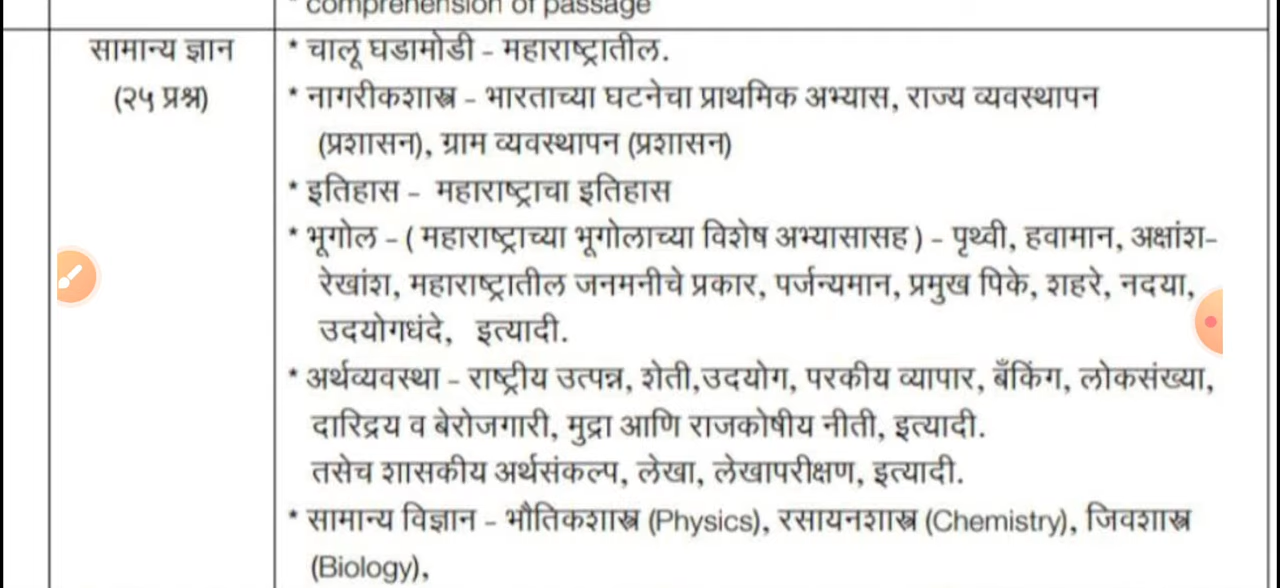 * comprehension of passage
सामान्य ज्ञान
(२५ प्रश्न)
* चालू घडामोडी - महाराष्ट्रातील.
* नागरीकशास्त्र - भारताच्या घटनेचा प्राथमिक अभ्यास, राज्य व्यवस्थापन
(प्रशासन), ग्राम व्यवस्थापन (प्रशासन)
* इतिहास - महाराष्ट्राचा इतिहास
* भूगोल - ( महाराष्ट्राच्या भूगोलाच्या विशेष अभ्यासासह ) - पृथ्वी, हवामान, अक्षांश-
रेखांश, महाराष्ट्रातील जनमनीचे प्रकार, पर्जन्यमान, प्रमुख पिके, शहरे, नदया,
उदयोगधंदे, इत्यादी.
* अर्थव्यवस्था - राष्ट्रीय उत्पन्न, शेती,उदयोग, परकीय व्यापार, बँकिंग, लोकसंख्या,
दारिद्रय व बेरोजगारी, मुद्रा आणि राजकोषीय नीती, इत्यादी.
तसेच शासकीय अर्थसंकल्प, लेखा, लेखापरीक्षण, इत्यादी.
* सामान्य विज्ञान - भौतिकशास्त्र (Physics), रसायनशास्त्र (Chemistry), जिवशास्त्र
(Biology),